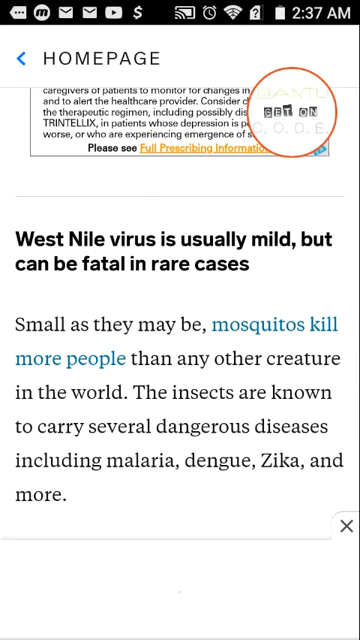 2:37 AM
HOMEPAGE
caregivers of patients to monitor for changes in
and to alert the healthcare provider. Consider
the therapeutic regimen, including possibly
TRINTELLIX, in patients whose depression is
worse, or who are experiencing emergence of
Please see Full Prescribing Information
GET ON
C. O. D. E.
West Nile virus is usually mild, but
can be fatal in rare cases
Small as they may be, mosquitos kill
more people than any other creature
in the world. The insects are known
to carry several dangerous diseases
including malaria, dengue, Zika, and
more.